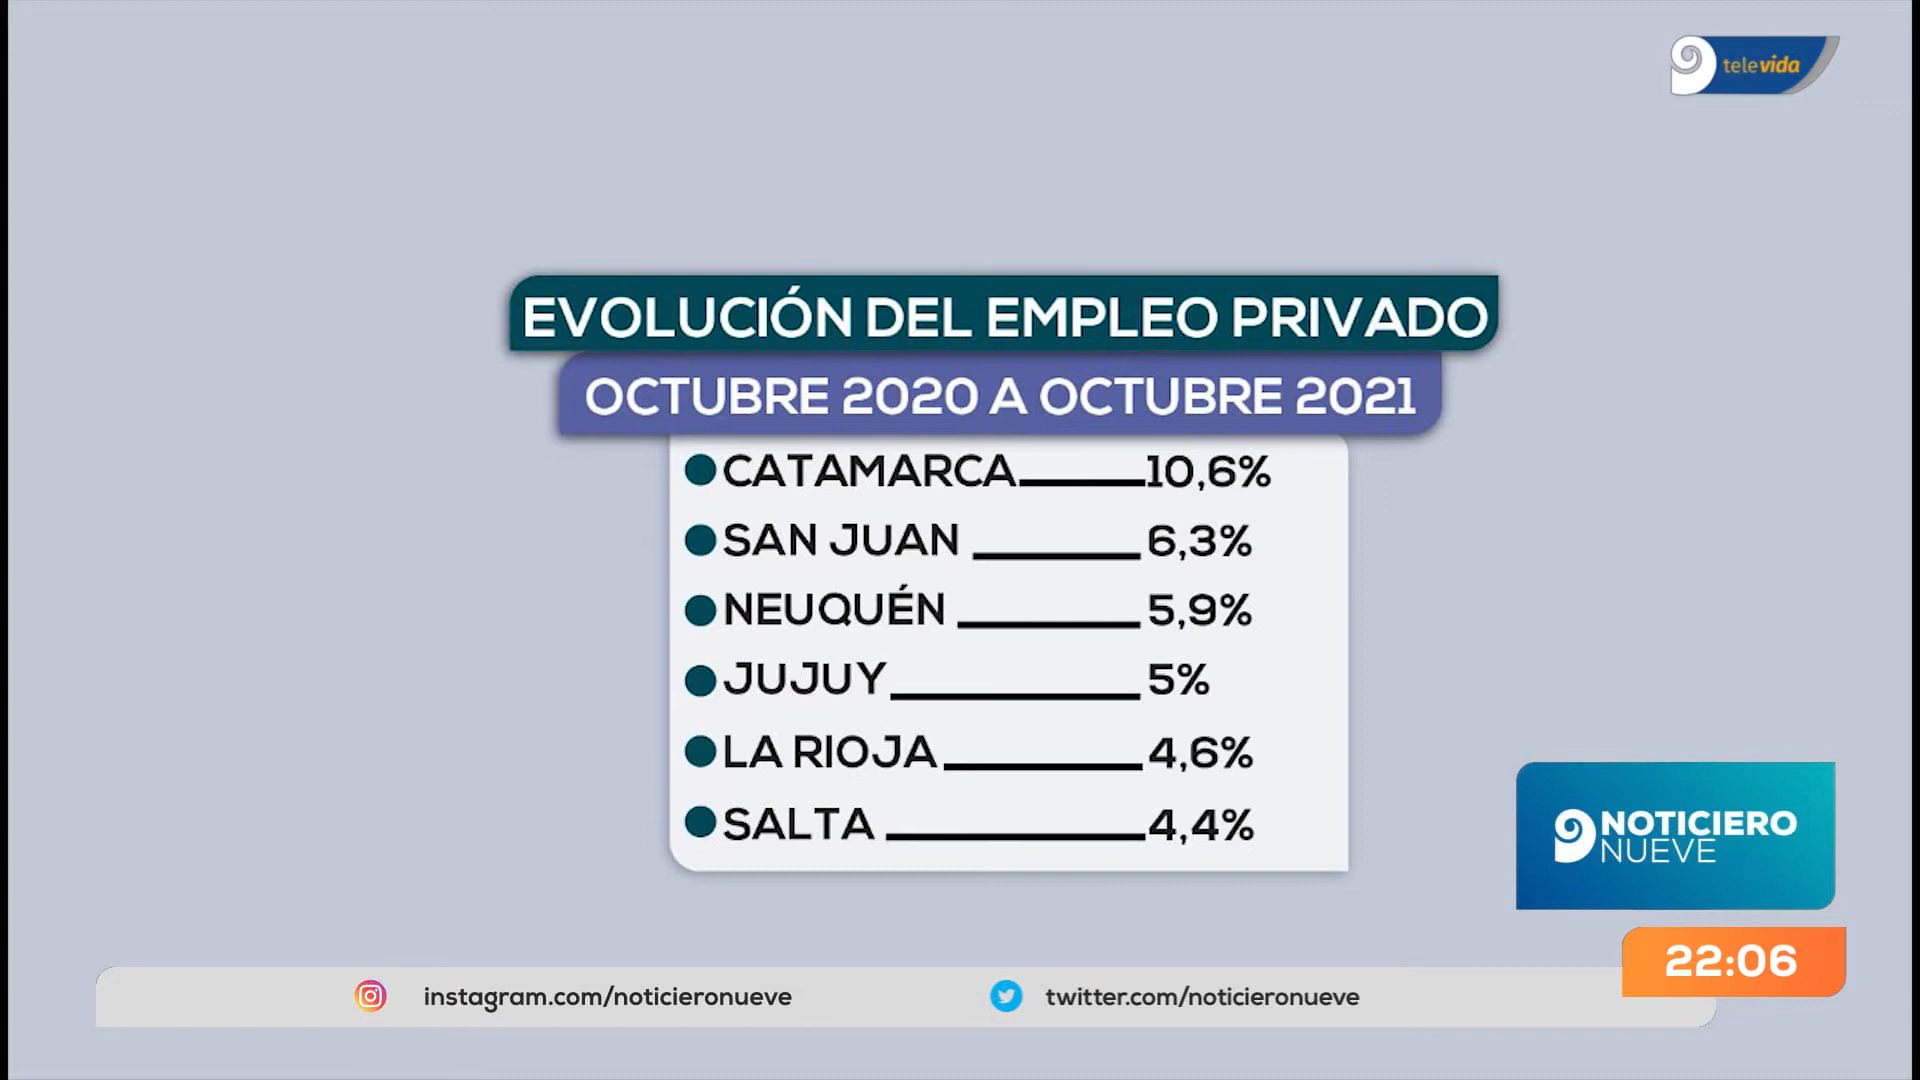 televida
EVOLUCIÓN DEL EMPLEO PRIVADO
OCTUBRE 2020 A OCTUBRE 2021
CATAMARCA 10,6%
SAN JUAN 6,3%
NEUQUÉN 5,9%
JUJUY 5%
LA RIOJA 4,6%
SALTA 4,4%
9 NOTICIERO
NUEVE
22:06
instagram.com/noticieronueve
twitter.com/noticieronueve